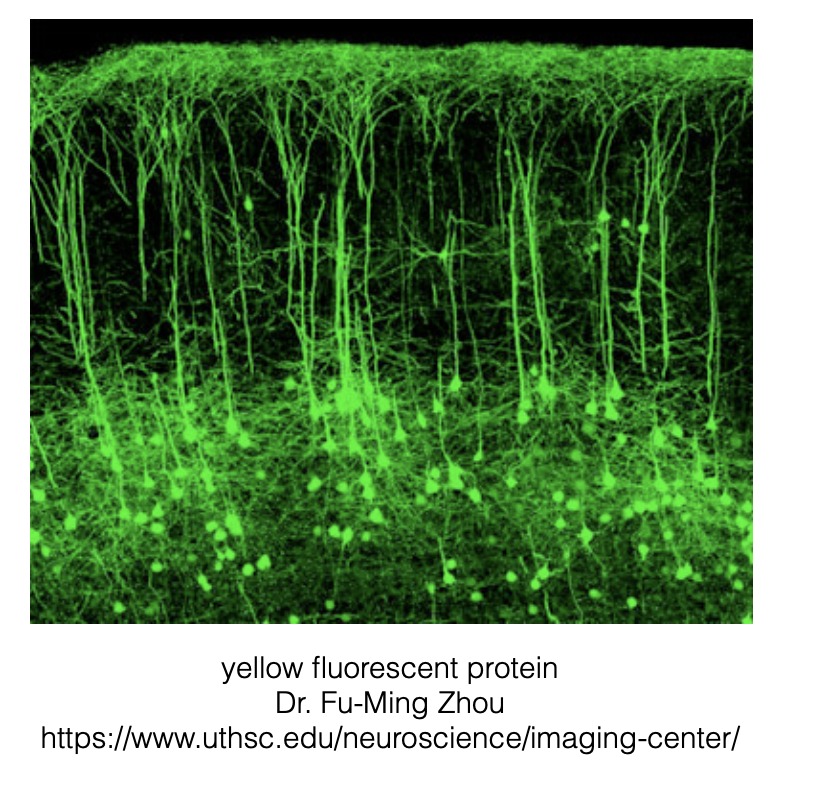 yellow fluorescent protein
Dr. Fu-Ming Zhou
https://www.uthsc.edu/neuroscience/imaging-center/